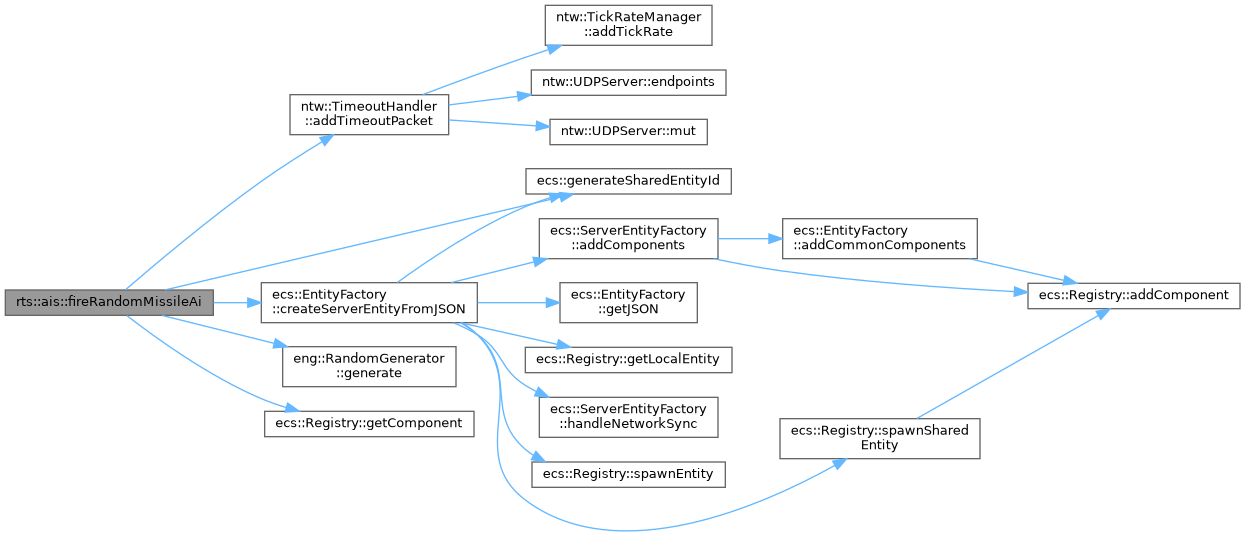 ntw::TickRateManager
::addTickRate
ntw::UDPServer::endpoints
ntw::TimeoutHandler
::addTimeoutPacket
ntw::UDPServer::mut
ecs::generateSharedEntityId
ecs::ServerEntityFactory
::addComponents
ecs::EntityFactory
::addCommonComponents
rts::ais::fireRandomMissileAi
ecs::EntityFactory
::createServerEntityFromJSON
ecs::EntityFactory
::getJSON
ecs::Registry::addComponent
eng::RandomGenerator
::generate
ecs::Registry::getLocalEntity
ecs::Registry::getComponent
ecs::ServerEntityFactory
::handleNetworkSync
ecs::Registry::spawnShared
Entity
ecs::Registry::spawnEntity